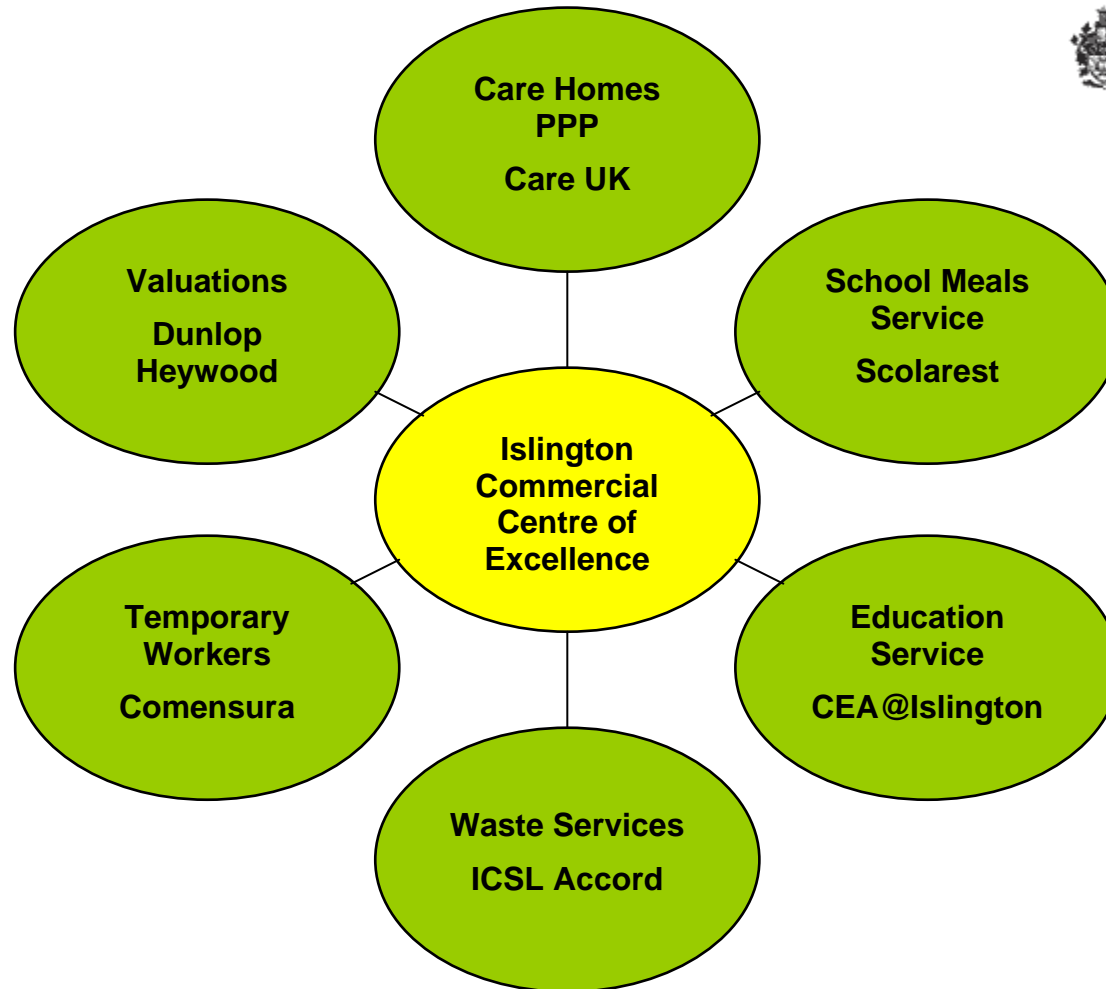 Care Homes
PPP
Care UK
Valuations
Dunlop
Heywood
School Meals
Service
Scolarest
Islington
Commercial
Centre of
Excellence
Temporary
Workers
Comensura
Education
Service
CEA@Islington
Waste Services
ICSL Accord